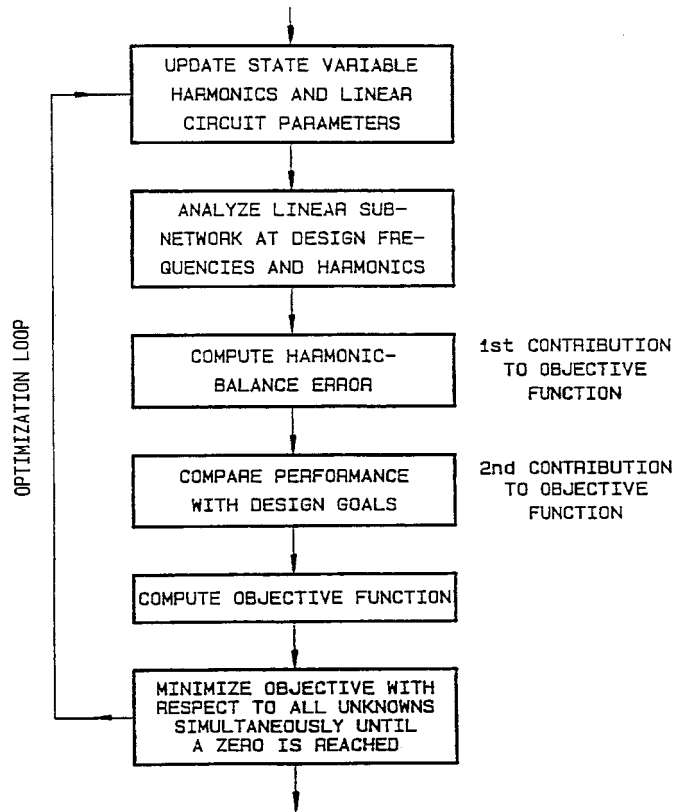 UPDATE STATE VARIABLE
HARMONICS AND LINEAR
CIRCUIT PARAMETERS
ANALYZE LINEAR SUB-
NETWORK AT DESIGN FRE-
QUENCIES AND HARMONICS
COMPUTE HARMONIC-
BALANCE ERROR
1st CONTRIBUTION
TO OBJECTIVE
FUNCTION
COMPARE PERFORMANCE
WITH DESIGN GOALS
2nd CONTRIBUTION
TO OBJECTIVE
FUNCTION
COMPUTE OBJECTIVE FUNCTION
MINIMIZE OBJECTIVE WITH
RESPECT TO ALL UNKNOWNS
SIMULTANEOUSLY UNTIL
A ZERO IS REACHED
OPTIMIZATION LOOP